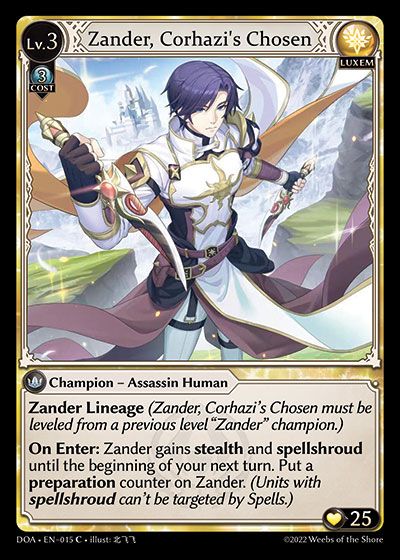 Lv.3
Zander, Corhazi's Chosen
LUXEM
3
COST
Champion – Assassin Human
Zander Lineage (Zander, Corhazi's Chosen must be
leveled from a previous level “Zander” champion.)
On Enter: Zander gains stealth and spellshroud
until the beginning of your next turn. Put a
preparation counter on Zander. (Units with
spellshroud can't be targeted by Spells.)
25
DOA • EN-015 C • illust: 北刁刁
©2022 Weebs of the Shore